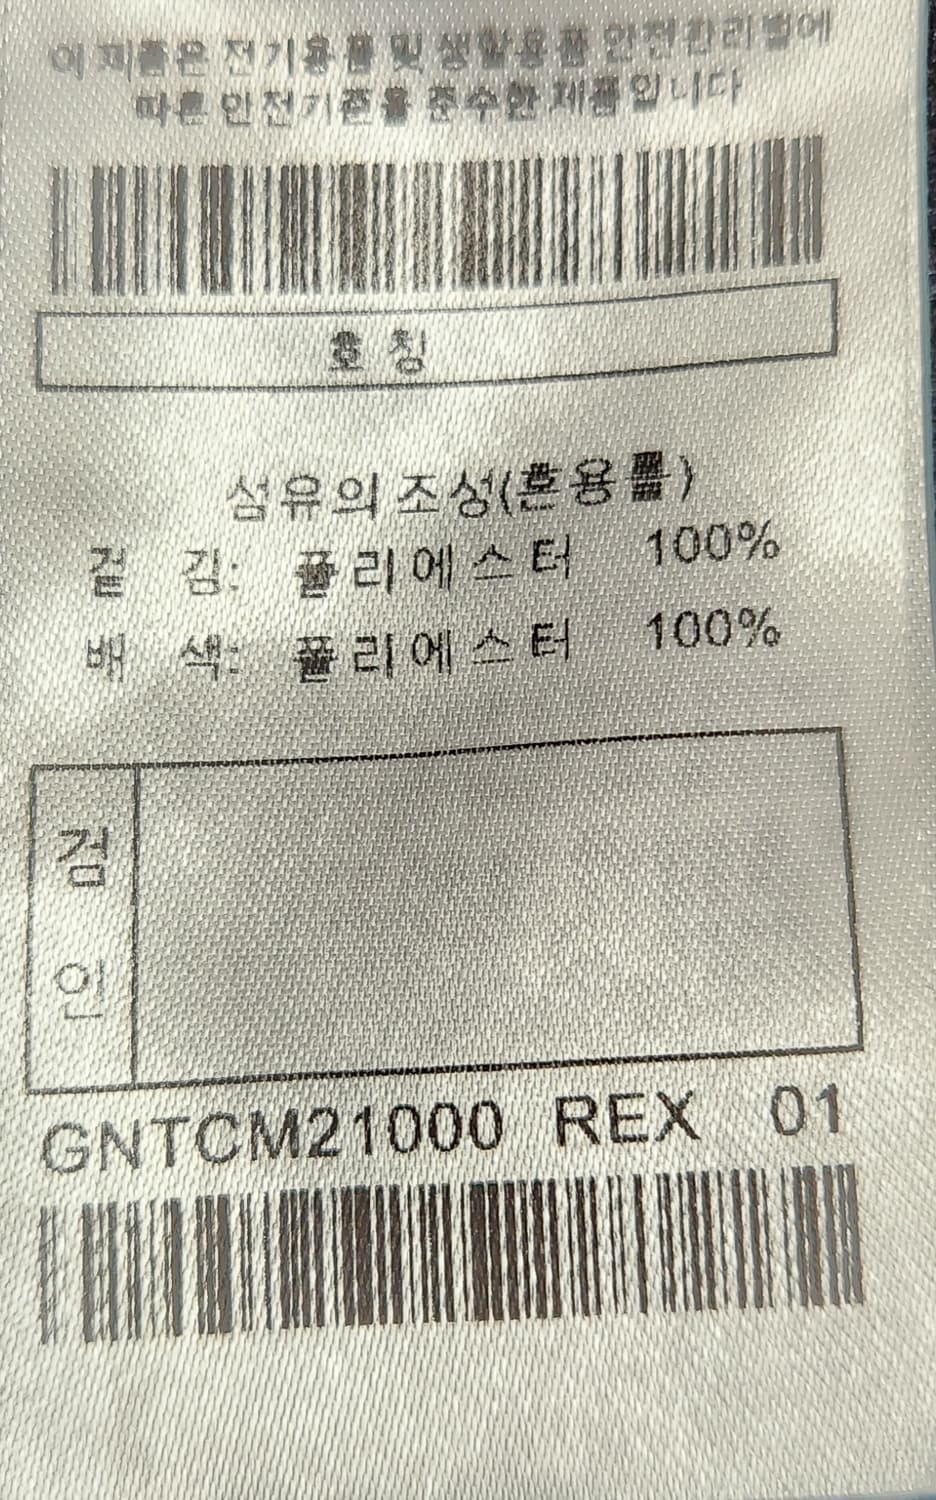 이 제품은 전기용품 및 생활용품 안전관리법에
따른 안전기준을 준수한 제품입니다
호 칭
섬유의 조성(혼용률)
겉 감: 폴리에스터 100%
배 색: 폴리에스터 100%
검
인
GNTCM21000 REX 01